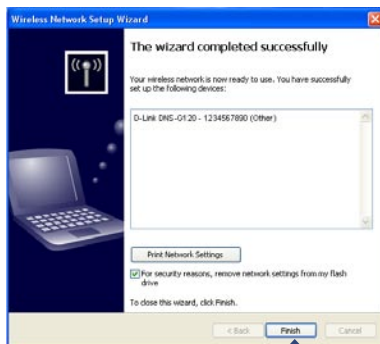 Wireless Network Setup Wizard
The wizard completed successfully
Your wireless network is now ready to use. You have successfully
set up the following devices:
D-Link DNS-G120 - 1234567890 (Other)
Print Network Settings
For security reasons, remove network settings from my flash
drive
To close this wizard, click Finish.
< Back
Finish
Cancel